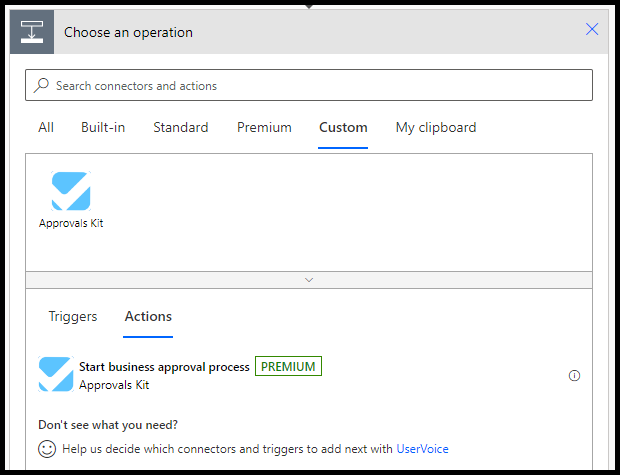 Choose an operation
Search connectors and actions
All Built-in Standard Premium Custom My clipboard
Approvals Kit
Triggers Actions
Start business approval process PREMIUM
Approvals Kit
Don't see what you need?
Help us decide which connectors and triggers to add next with UserVoice